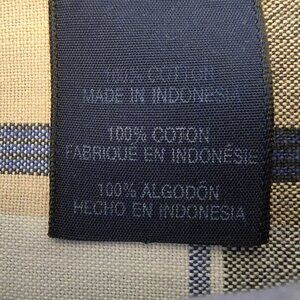 100% COTTON
MADE IN INDONESIA
100% COTON
FABRIQUÉ EN INDONÉSIE
100% ALGODÓN
HECHO EN INDONESIA